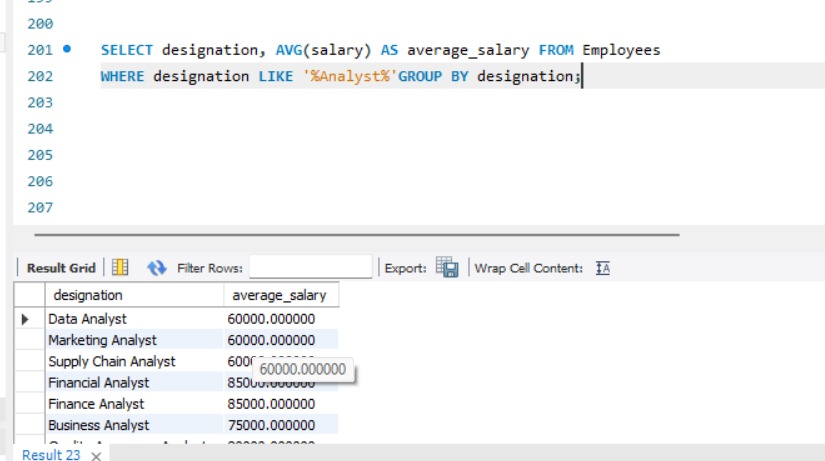 200
201 SELECT designation, AVG(salary) AS average_salary FROM Employees
202 WHERE designation LIKE '%Analyst%'GROUP BY designation;
203
204
205
206
207
Result Grid Filter Rows: Export: Wrap Cell Content:
designation average_salary
Data Analyst 60000.000000
Marketing Analyst 60000.000000
Supply Chain Analyst
60000.000000
Financial Analyst 85000.000000
Finance Analyst 85000.000000
Business Analyst 75000.000000
Result 23